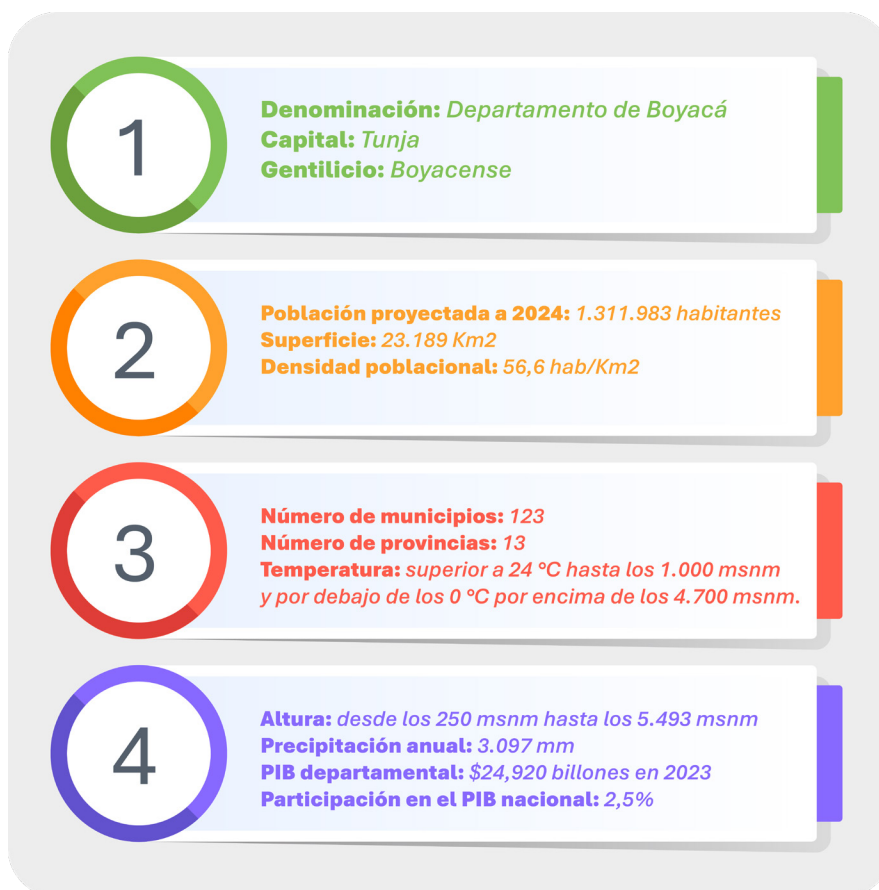 1
Denominación: Departamento de Boyacá
Capital: Tunja
Gentilicio: Boyacense
2
Población proyectada a 2024: 1.311.983 habitantes
Superficie: 23.189 Km2
Densidad poblacional: 56,6 hab/Km2
3
Número de municipios: 123
Número de provincias: 13
Temperatura: superior a 24 °C hasta los 1.000 msnm
y por debajo de los 0 °C por encima de los 4.700 msnm.
4
Altura: desde los 250 msnm hasta los 5.493 msnm
Precipitación anual: 3.097 mm
PIB departamental: $24,920 billones en 2023
Participación en el PIB nacional: 2,5%